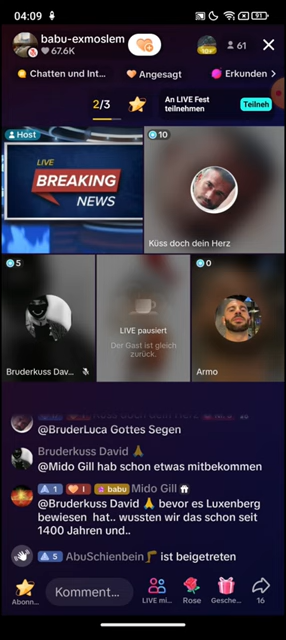 04:09
91
babu-exmoslem
67.6K
61
Chatten und Int...
Angesagt
Erkunden
2/3
An LIVE Fest
teilnehmen
Teilneh
Host
LIVE
BREAKING
NEWS
10
Küss doch dein Herz
5
Bruderkuss Dav...
LIVE pausiert
Der Gast ist gleich
zurück.
0
Armo
@BruderLuca Gottes Segen
Bruderkuss David
@Mido Gill hab schon etwas mitbekommen
1 I babu Mido Gill
@Bruderkuss David 🙏 bevor es Luxenberg
bewiesen hat.. wussten wir das schon seit
1400 Jahren und..
5 AbuSchienbein ist beigetreten
Abonn...
Komment...
LIVE mi...
Rose
Gesche...
16